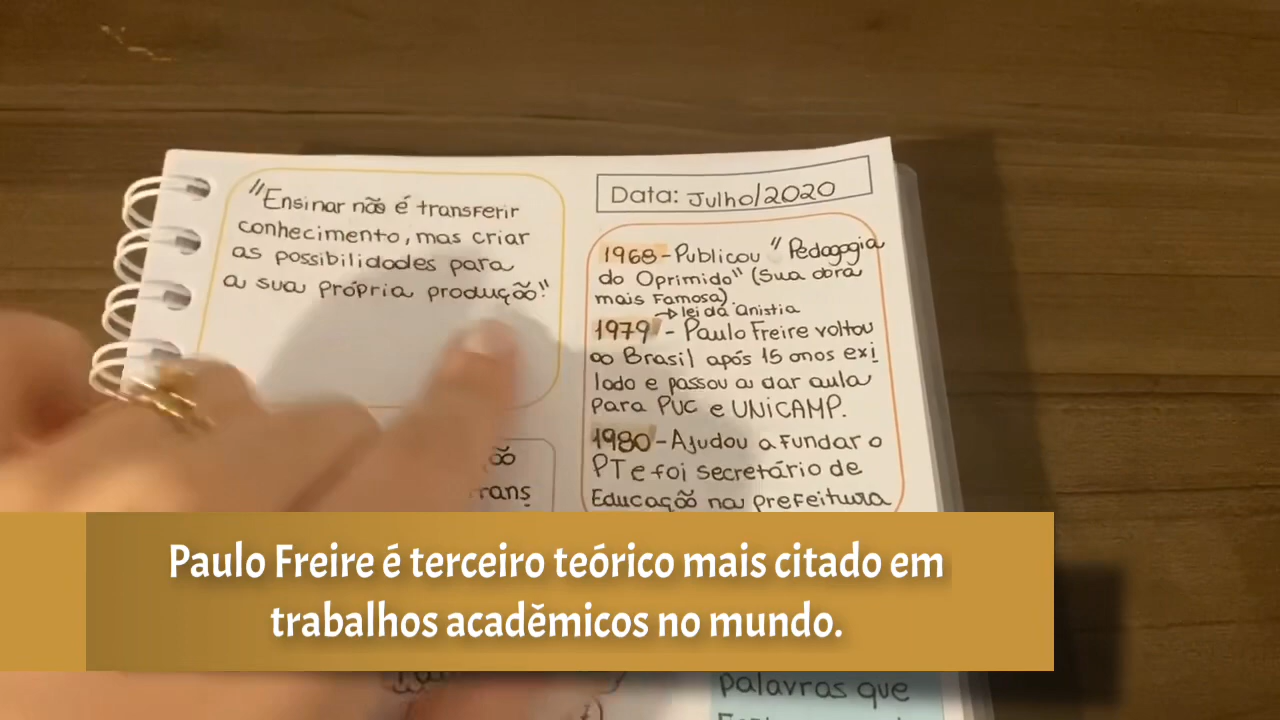 "Ensinar não é transferir
conhecimento, mas criar
as possibilidades para
a sua própria produção!"
Data: Julho/2020
1968-Publicou "Pedagogia
do Oprimido" (Sua obra
mais Famosa).
→ lei da Anistia
1979 - Paulo Freire voltou
ao Brasil após 15 anos exi
lado e passou a dar aula
para PUC e UNICAMP.
1980-Ajudou a fundar o
PT e foi secretário de
Educação na prefeitura
palavras que
Paulo Freire é terceiro teórico mais citado em
trabalhos acaděmicos no mundo.